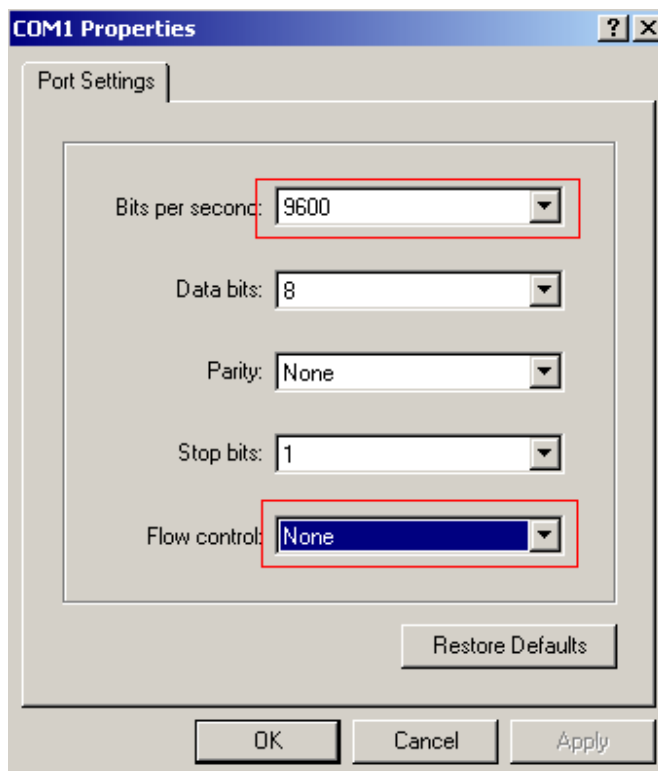 COM1 Properties
Port Settings
Bits per second: 9600
Data bits: 8
Parity: None
Stop bits: 1
Flow control: None
Restore Defaults
OK Cancel Apply